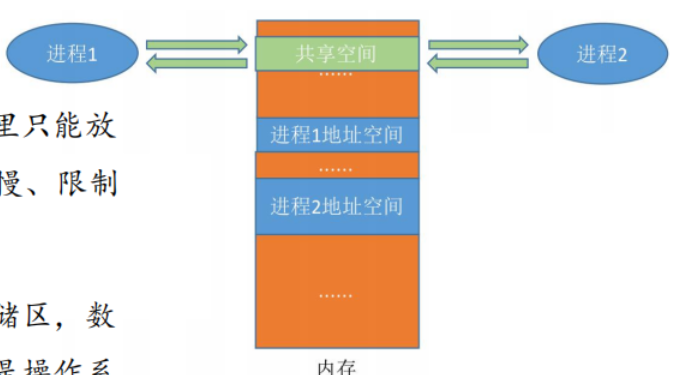 进程1
共享空间
进程2
……
里只能放
进程1地址空间
慢、限制
……
进程2地址空间
……
储区，数
内存
是操作系